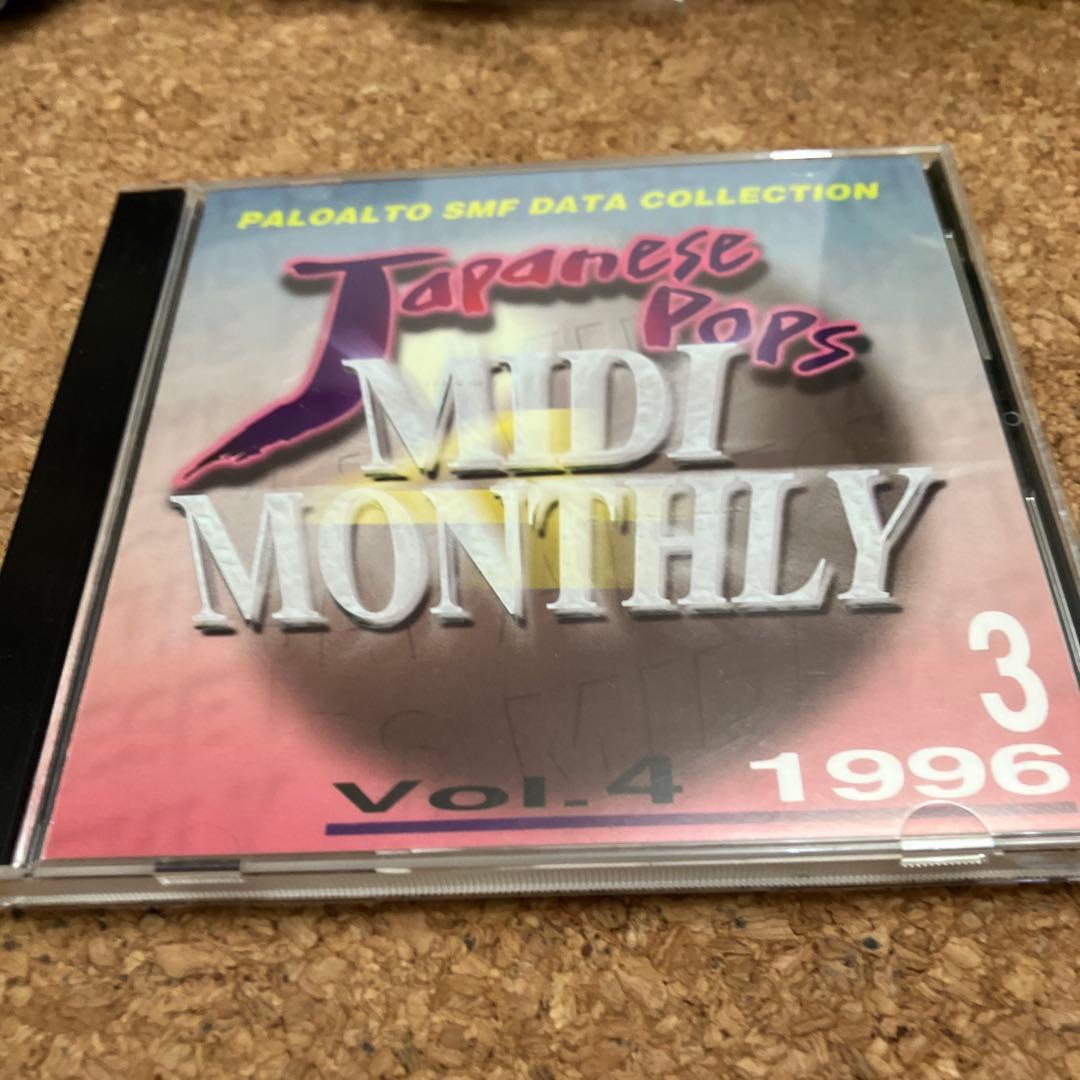 PALOALTO SMF DATA COLLECTION
Japanese
Pops
MIDI
MONTHLY
3
Vol.4 1996